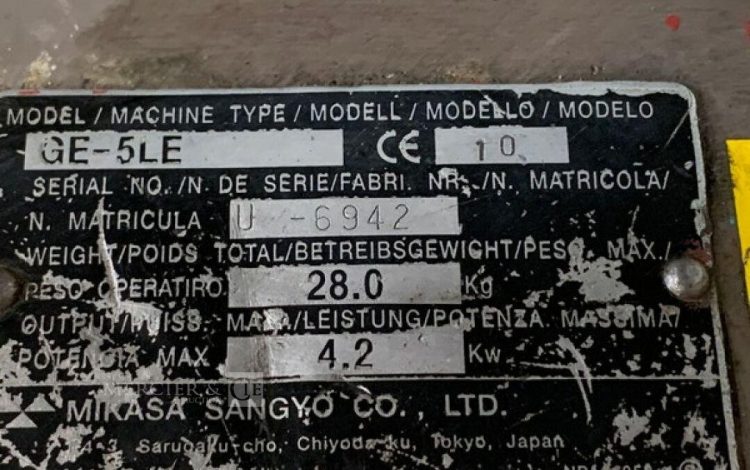 MODEL / MACHINE TYPE / MODELL / MODELLO / MODELO
GE-5LE CE 10
SERIAL NO. /N DE SERIE/FABRI. NR. /N. MATRICOLA/
N. MATRICULA U -6942
WEIGHT/POIDS TOTAL/BETREIBSGEWICHT/PESO MAX./
PESO OPERATIRO 28.0 Kg
OUTPUT/PUISS. MAXA/LEISTUNG/POTENZA MASSIMA/
POTENCIA MAX 4.2 Kw
MERCIER &
MIKASA SANGYO CO., LTD.
Sarugaku-cho, Chiyoda-ku, Tokyo, Japan